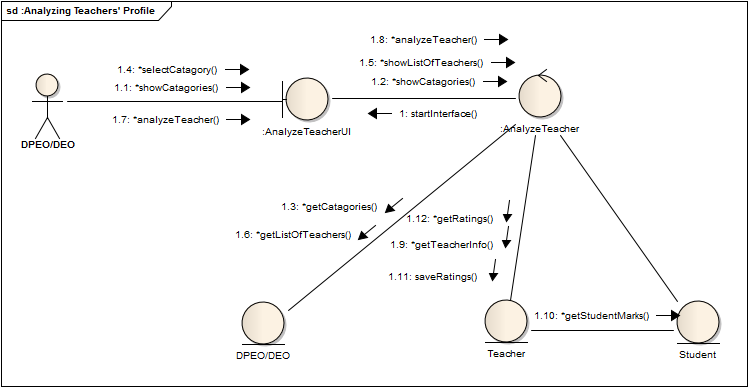 sd :Analyzing Teachers' Profile
1.8: *analyzeTeacher()
1.4: *selectCatagory()
1.5: *showListOfTeachers()
1.1: *showCatagories()
1.2: *showCatagories()
1.7: *analyzeTeacher()
1: startInterface()
DPEO/DEO
:AnalyzeTeacherUI
:AnalyzeTeacher
1.3: *getCatagories()
1.12: *getRatings()
1.6: *getListOfTeachers()
1.9: *getTeacherInfo()
1.11: saveRatings()
1.10: *getStudentMarks()
DPEO/DEO
Teacher
Student